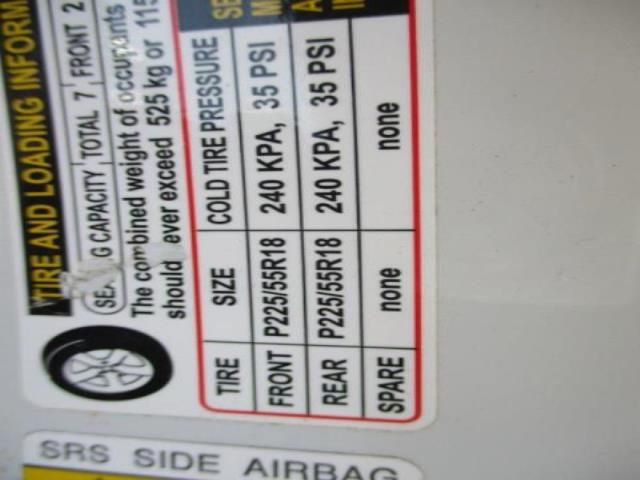 TIRE AND LOADING INFORM
CAPACITY TOTAL 7 FRONT 2
The combined weight of occupants
should ever exceed 525 kg or 115
TIRE SIZE COLD TIRE PRESSURE
FRONT P225/55R18 240 KPA, 35 PSI
REAR P225/55R18 240 KPA, 35 PSI
SPARE none none
SRS SIDE AIRBAG